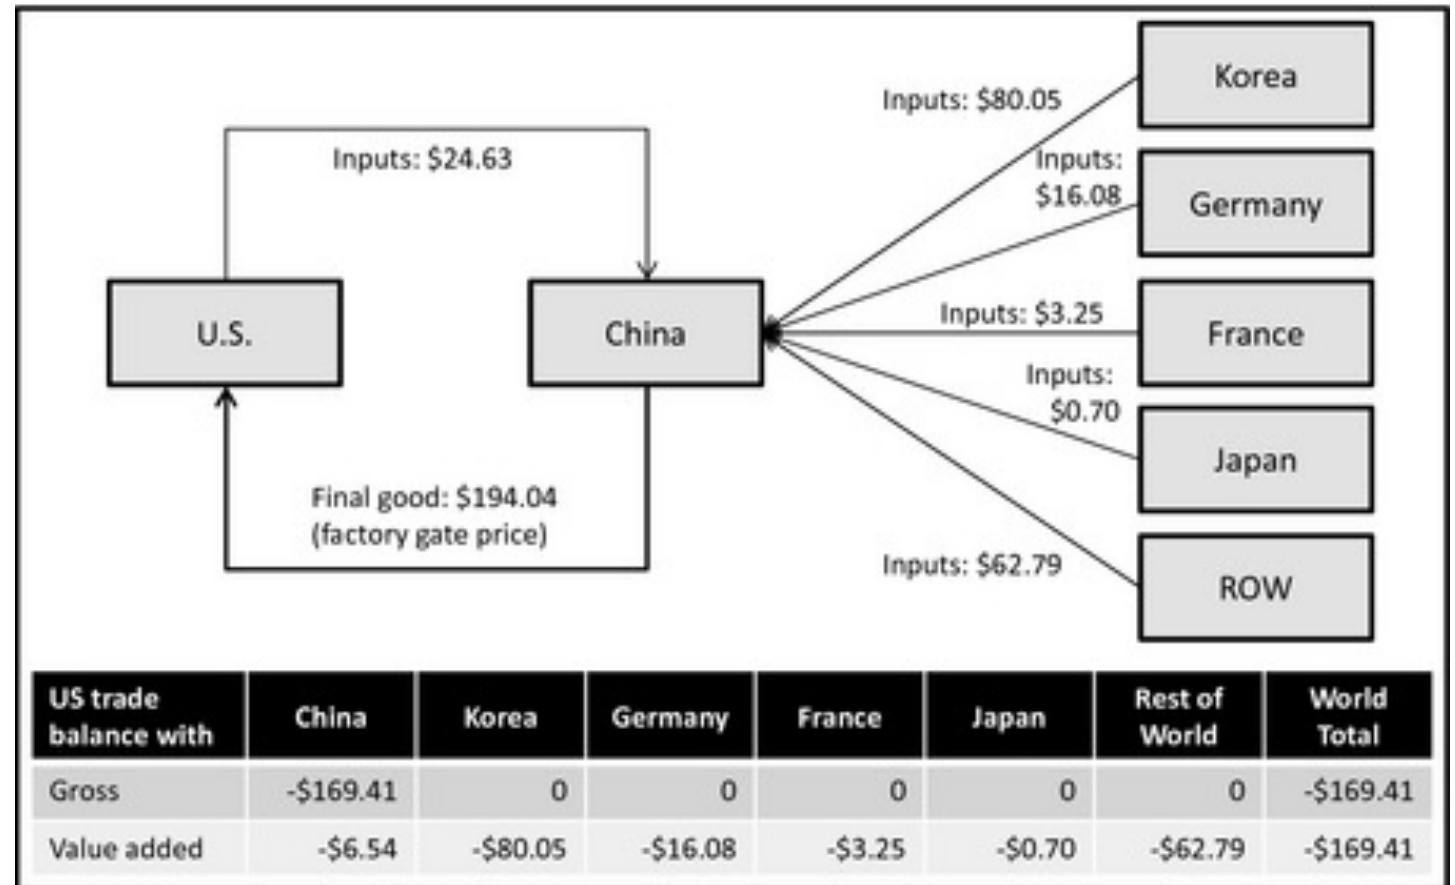 Korea
Inputs: $80.05
Inputs: $24.63
Inputs:
$16.08
Germany
U.S.
China
Inputs: $3.25
France
Inputs:
$0.70
Japan
Final good: $194.04
(factory gate price)
Inputs: $62.79
ROW
US trade balance with China Korea Germany France Japan Rest of World World Total
Gross -$169.41 0 0 0 0 0 -$169.41
Value added -$6.54 -$80.05 -$16.08 -$3.25 -$0.70 -$62.79 -$169.41